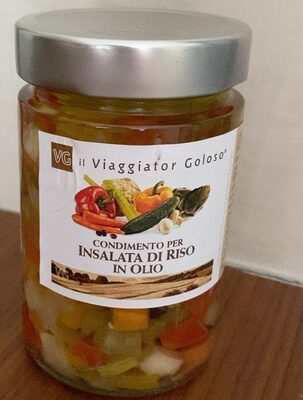 VG il Viaggiator Goloso®
CONDIMENTO PER
INSALATA DI RISO
IN OLIO